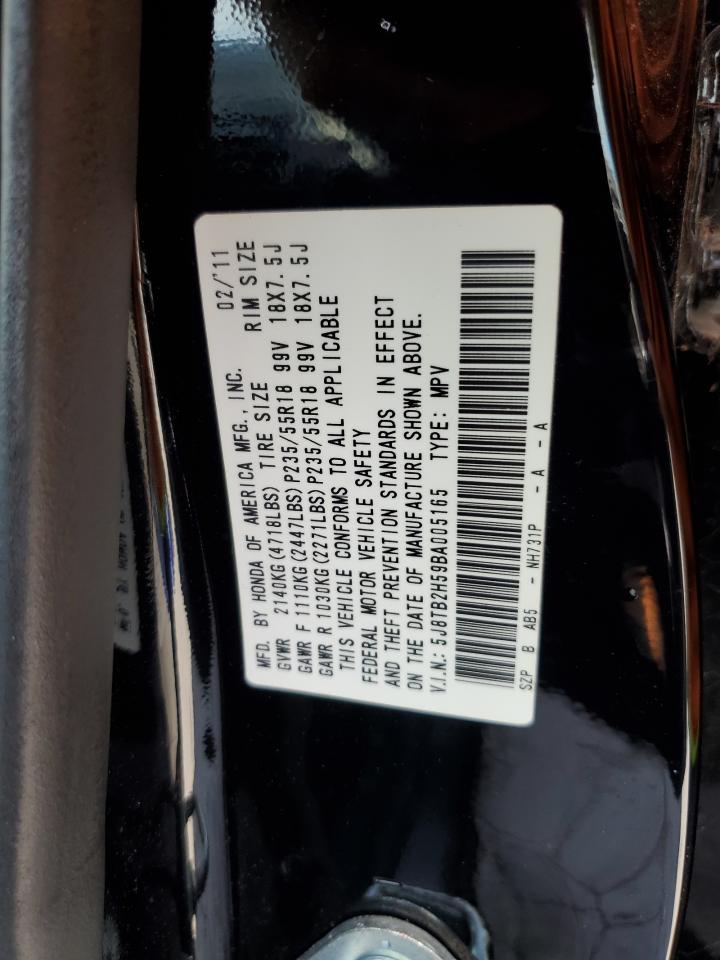 MFD. BY HONDA OF AMERICA MFG., INC. 02/'11
GVWR 2140KG(4718LBS) TIRE SIZE RIM SIZE
GAWR F 1110KG(2447LBS)P235/55R18 99V 18X7.5J
GAWR R 1030KG(2271LBS)P235/55R18 99V 18X7.5J
THIS VEHICLE CONFORMS TO ALL APPLICABLE
FEDERAL MOTOR VEHICLE SAFETY
AND THEFT PREVENTION STANDARDS IN EFFECT
ON THE DATE OF MANUFACTURE SHOWN ABOVE.
V.I.N.: 5J8TB2H59BA005165 TYPE: MPV
SZP B AB5 - NH731P - A - A